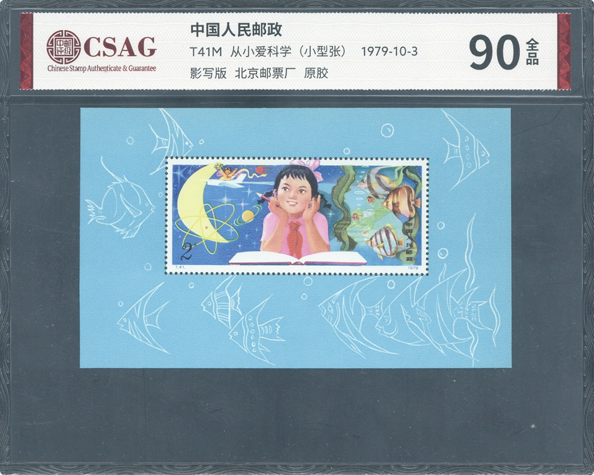 CSAG
Chinese Stamp Authenticate & Guarantee
中国人民邮政
T41M 从小爱科学（小型张） 1979-10-3
影写版 北京邮票厂 原胶
90 全品
2
T.41. 1979